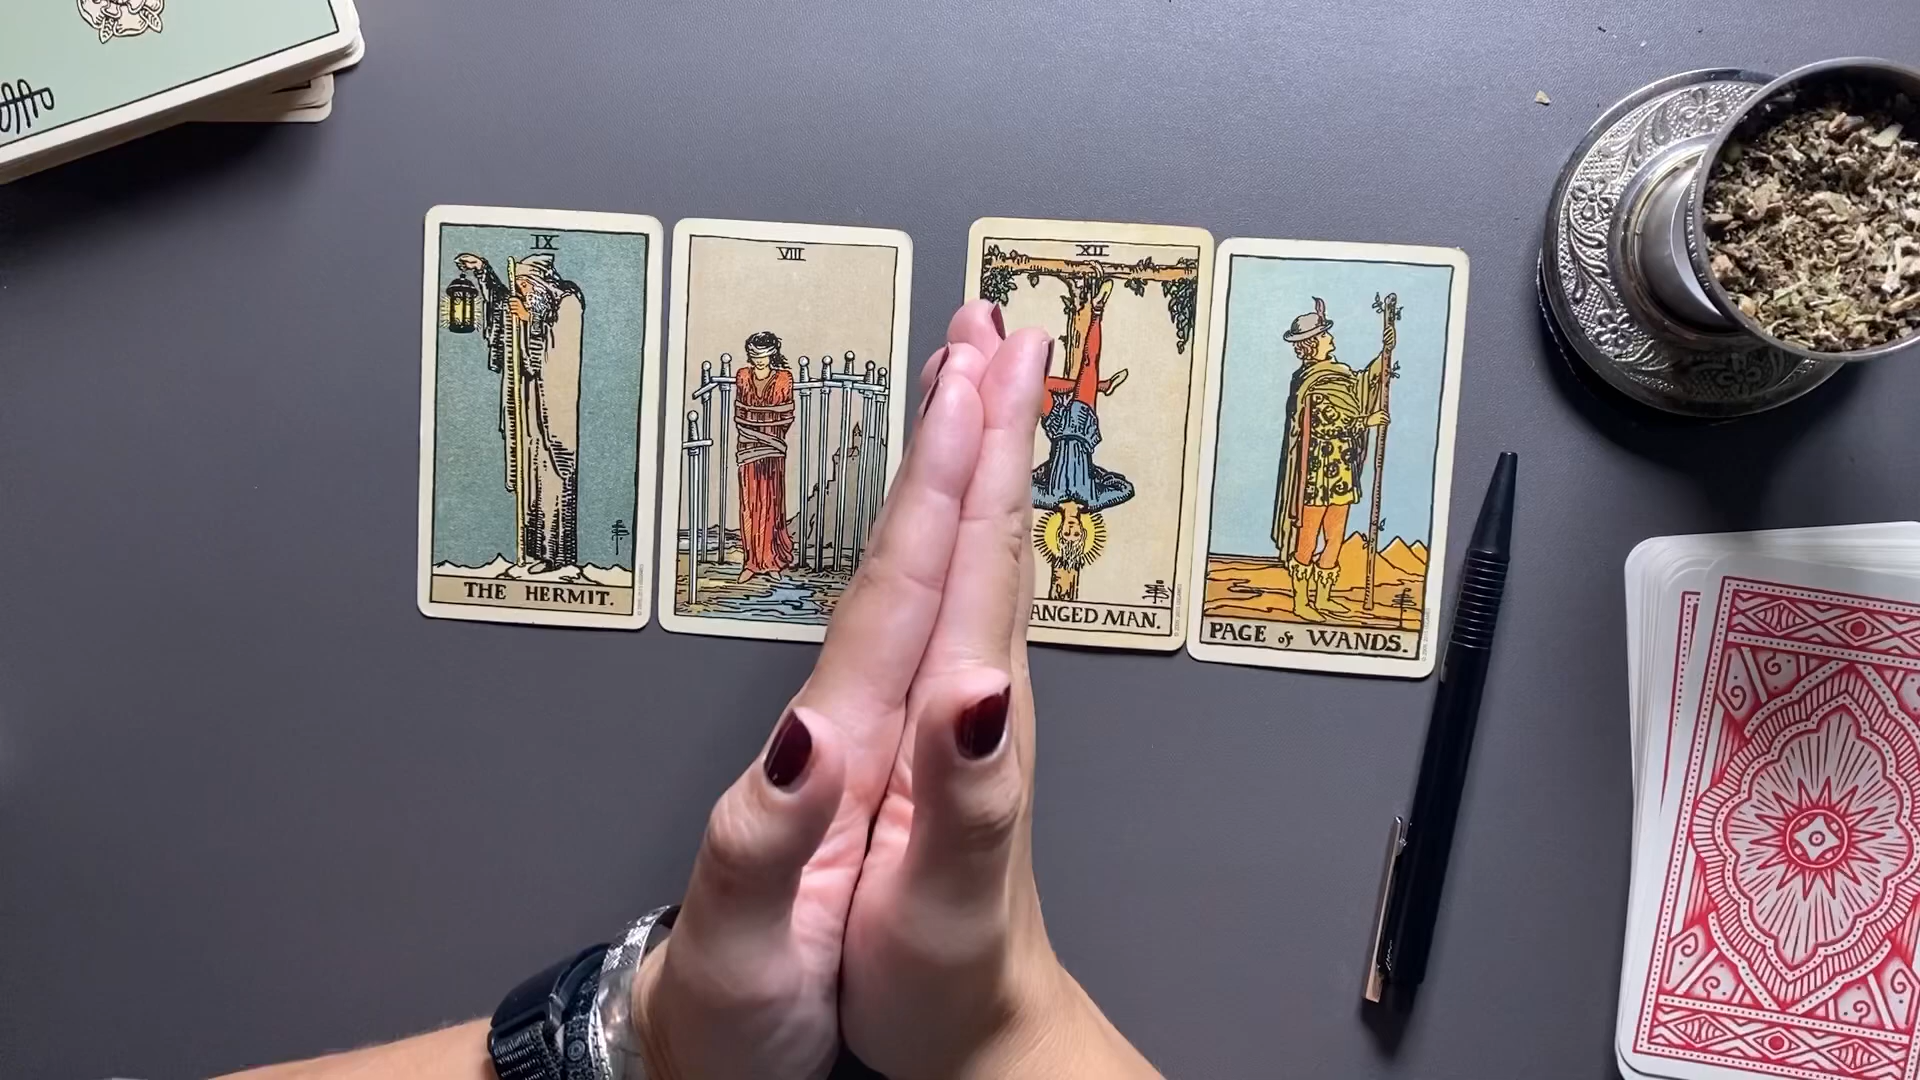 IX
THE HERMIT.
VIII
XII
ANGED MAN.
PAGE of WANDS.